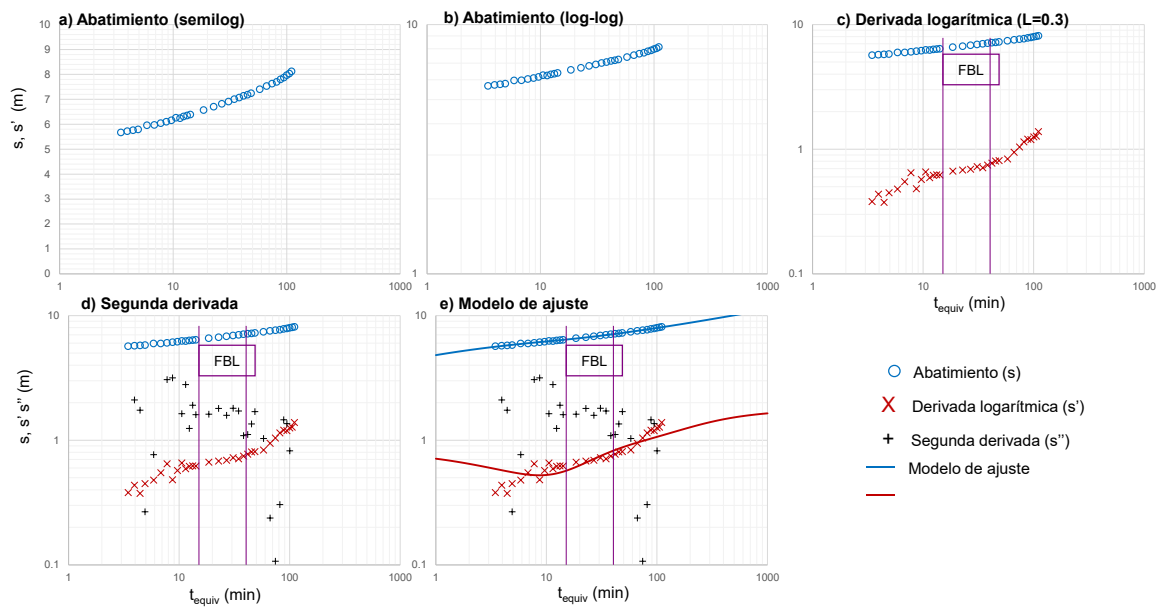 a) Abatimiento (semilog)
10
9
8
7
6
5
4
3
2
1
0
s, s' (m)
1
10
100
1000
b) Abatimiento (log-log)
10
1
1
10
100
1000
c) Derivada logarítmica (L=0.3)
10
1
0.1
FBL
1
10
100
1000
t_equiv (min)
d) Segunda derivada
10
1
0.1
s, s' s'' (m)
FBL
1
10
100
1000
t_equiv (min)
e) Modelo de ajuste
10
1
0.1
FBL
1
10
100
1000
t_equiv (min)
Abatimiento (s)
Derivada logarítmica (s')
Segunda derivada (s'')
Modelo de ajuste